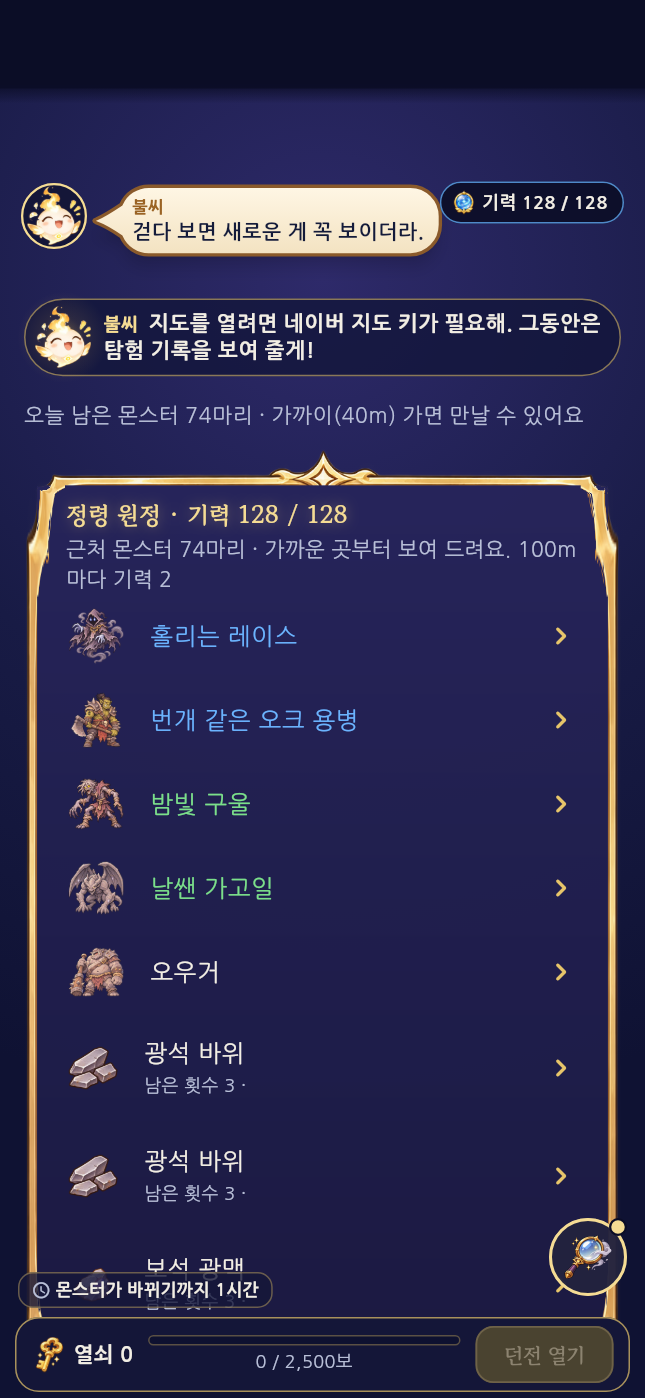 불씨
걷다 보면 새로운 게 꼭 보이더라.
기력 128 / 128
불씨 지도를 열려면 네이버 지도 키가 필요해. 그동안은
탐험 기록을 보여 줄게!
오늘 남은 몬스터 74마리 · 가까이(40m) 가면 만날 수 있어요
정령 원정 · 기력 128 / 128
근처 몬스터 74마리 · 가까운 곳부터 보여 드려요. 100m
마다 기력 2
홀리는 레이스
번개 같은 오크 용병
밤빛 구울
날쌘 가고일
오우거
광석 바위
남은 횟수 3 ·
광석 바위
남은 횟수 3 ·
보석 광맥
남은 횟수 3 ·
몬스터가 바뀌기까지 1시간
열쇠 0
0 / 2,500보
던전 열기